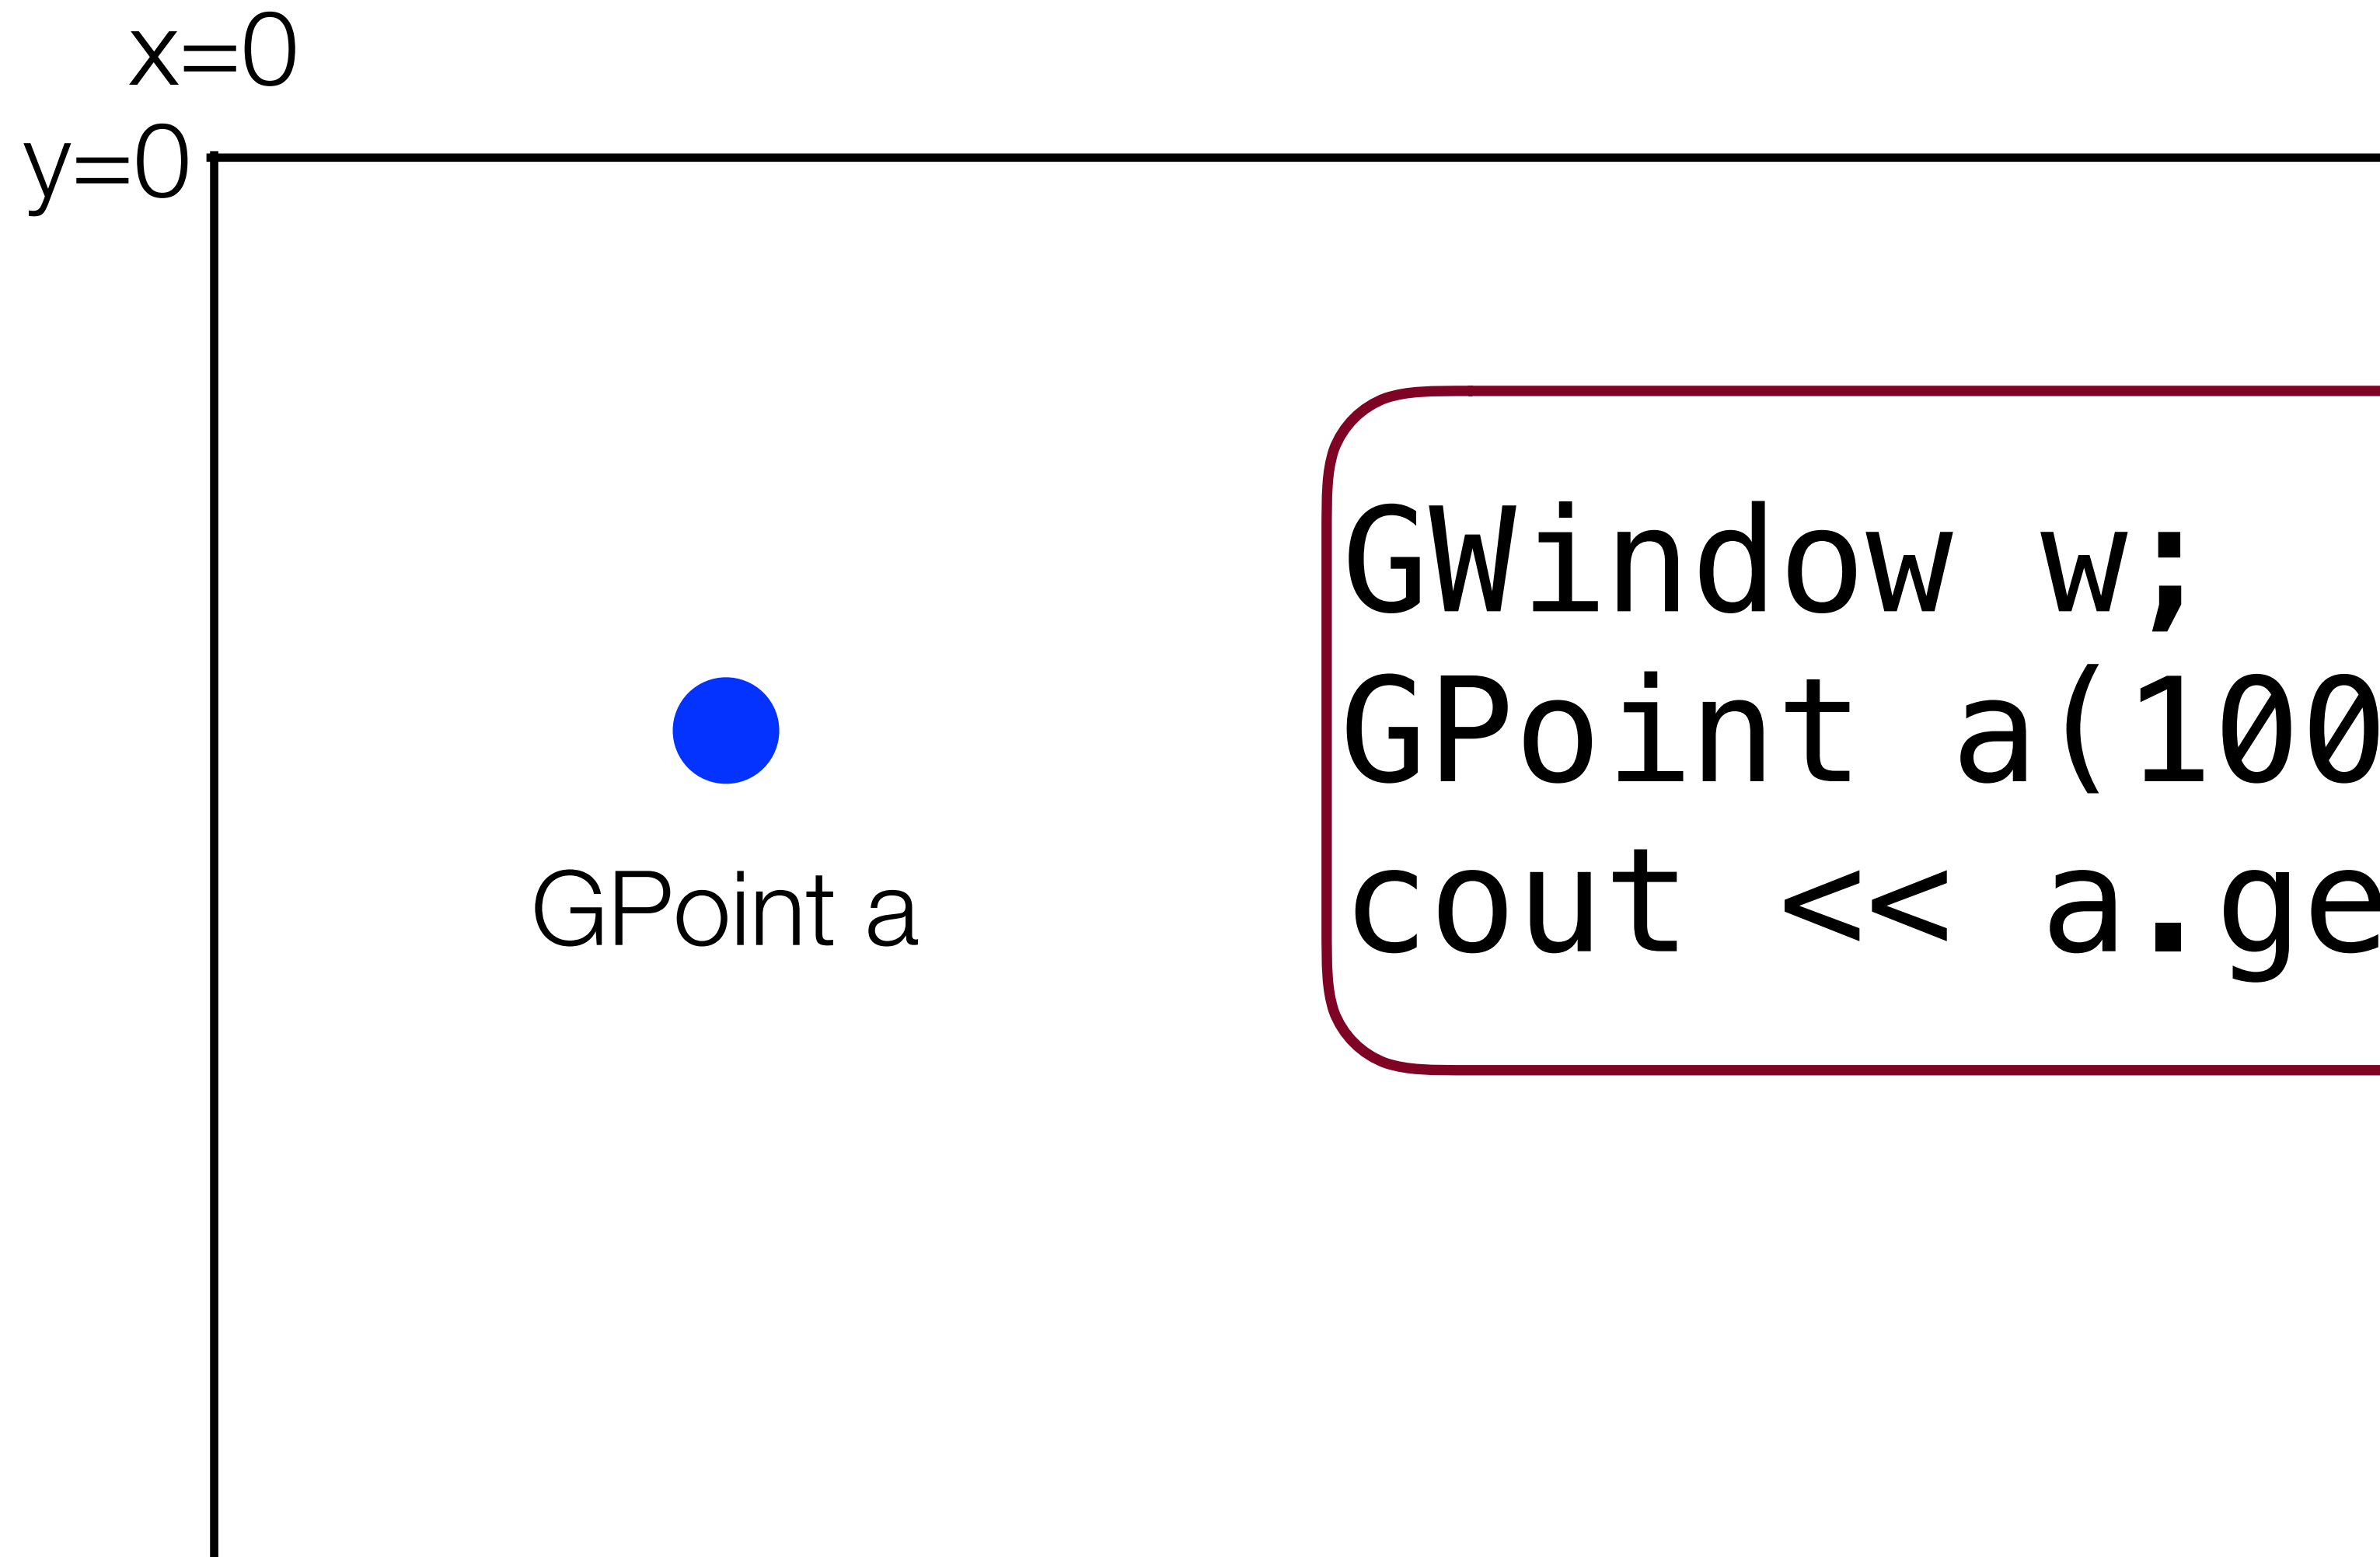 x=0
y=0
GWindow w;
GPoint a(100
cout << a.ge
GPoint a